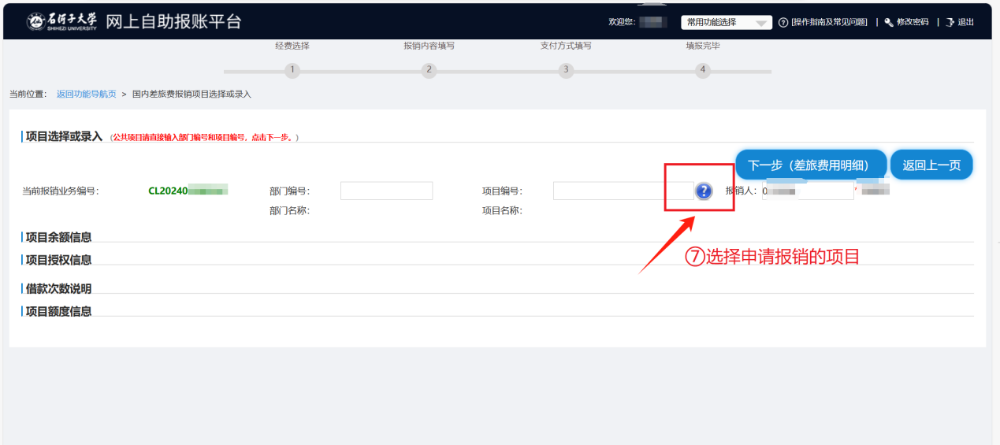 石河子大学 SHIHEZI UNIVERSITY 网上自助报账平台 欢迎您: 常用功能选择 ? [操作指南及常见问题] | 修改密码 | 退出
经费选择 报销内容填写 支付方式填写 填报完毕
1 2 3 4
当前位置: 返回功能导航页 > 国内差旅费报销项目选择或录入
项目选择或录入 (公共项目请直接输入部门编号和项目编号，点击下一步。)
下一步（差旅费用明细） 返回上一页
当前报销业务编号: CL20240 部门编号: 项目编号: ? 报销人: 0 *
部门名称: 项目名称:
项目余额信息
⑦选择申请报销的项目
项目授权信息
借款次数说明
项目额度信息